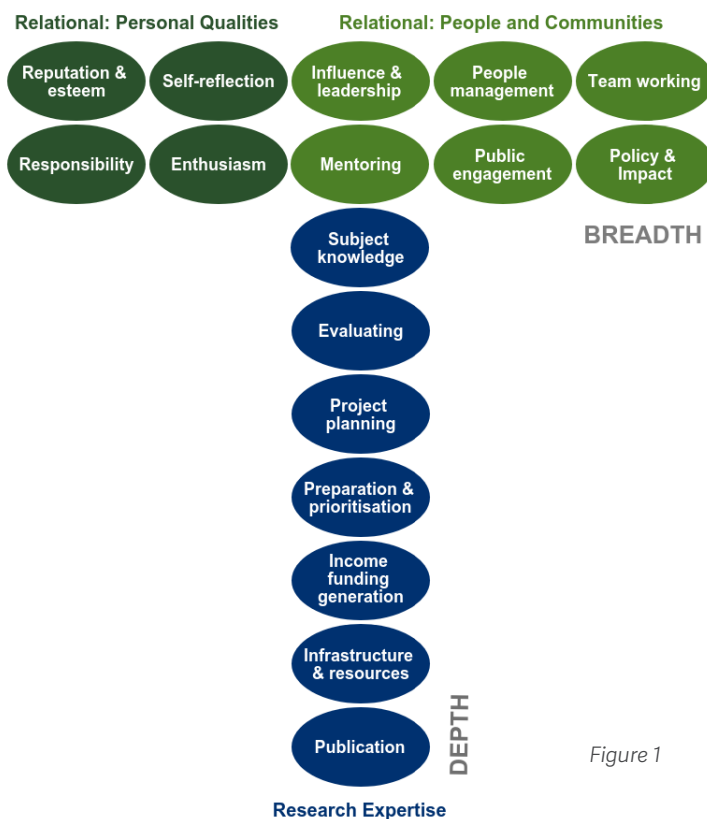 Relational: Personal Qualities
Relational: People and Communities
Reputation &
esteem
Self-reflection
Influence &
leadership
People
management
Team working
Responsibility
Enthusiasm
Mentoring
Public
engagement
Policy &
Impact
BREADTH
Subject
knowledge
Evaluating
Project
planning
Preparation &
prioritisation
Income
funding
generation
Infrastructure
& resources
Publication
DEPTH
Figure 1
Research Expertise